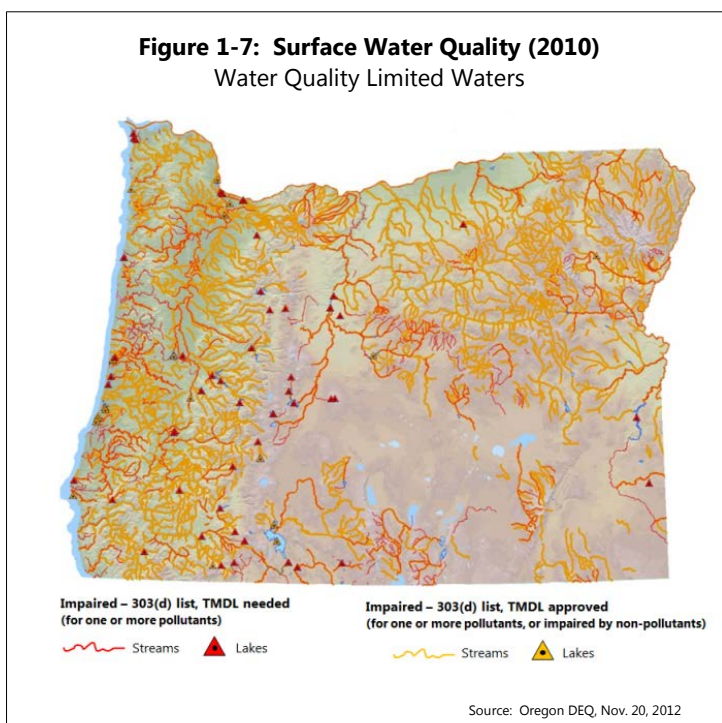 Figure 1-7: Surface Water Quality (2010)
Water Quality Limited Waters
Impaired – 303(d) list, TMDL needed
(for one or more pollutants)
Streams
Lakes
Impaired – 303(d) list, TMDL approved
(for one or more pollutants, or impaired by non-pollutants)
Streams
Lakes
Source: Oregon DEQ, Nov. 20, 2012